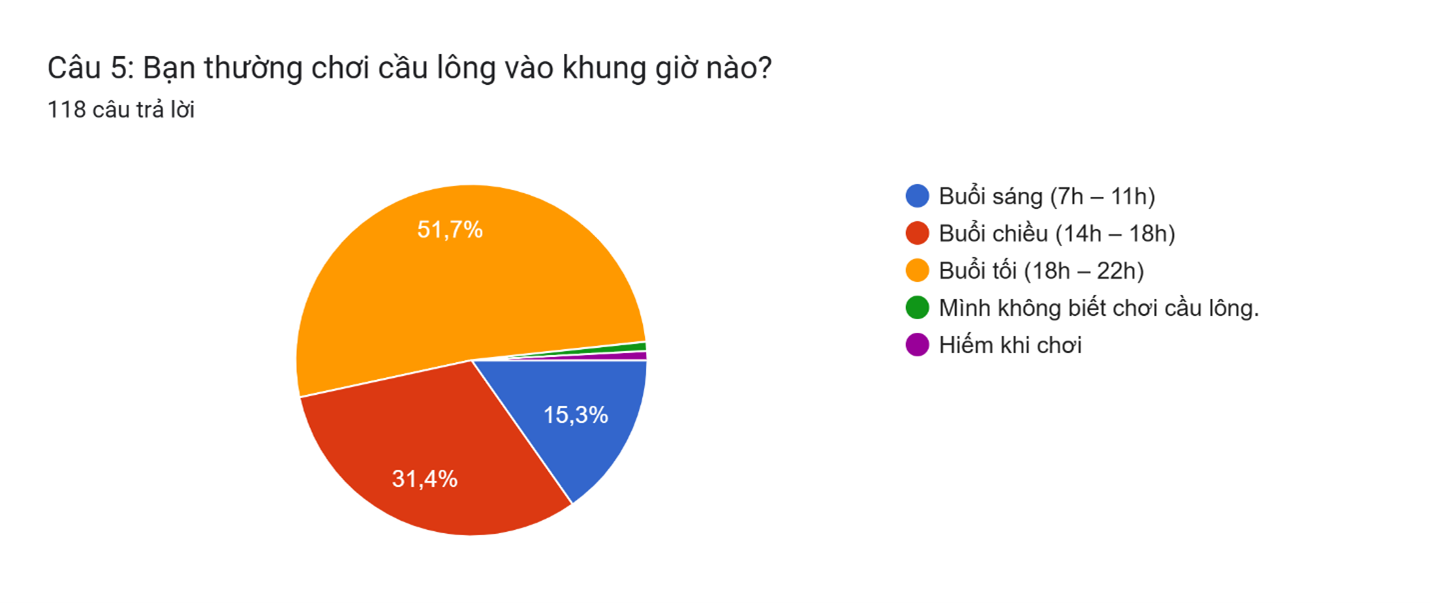 Câu 5: Bạn thường chơi cầu lông vào khung giờ nào?
118 câu trả lời
51,7%
15,3%
31,4%
Buổi sáng (7h – 11h)
Buổi chiều (14h – 18h)
Buổi tối (18h – 22h)
Mình không biết chơi cầu lông.
Hiếm khi chơi